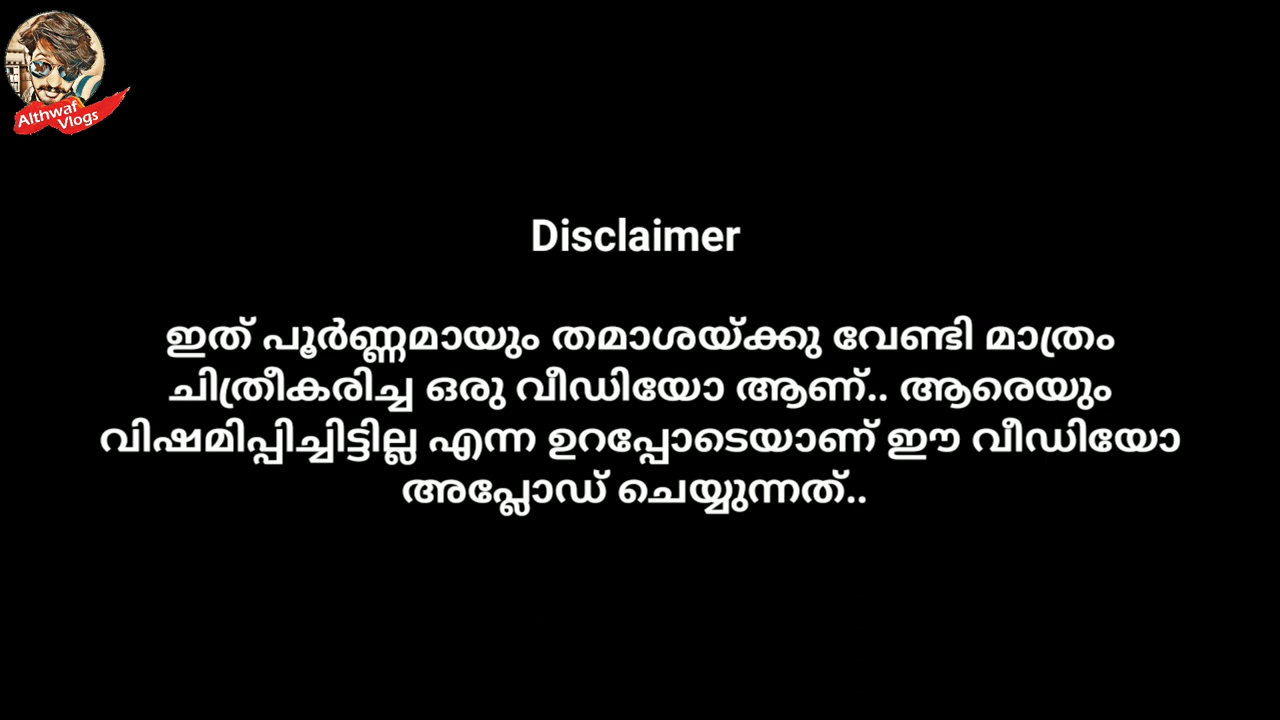 Althwaf
Vlogs
Disclaimer
ഇത് പൂർണ്ണമായും തമാശയ്ക്കു വേണ്ടി മാത്രം
ചിത്രീകരിച്ച ഒരു വീഡിയോ ആണ്.. ആരെയും
വിഷമിപ്പിച്ചിട്ടില്ല എന്ന ഉറപ്പോടെയാണ് ഈ വീഡിയോ
അപ്ലോഡ് ചെയ്യുന്നത്..